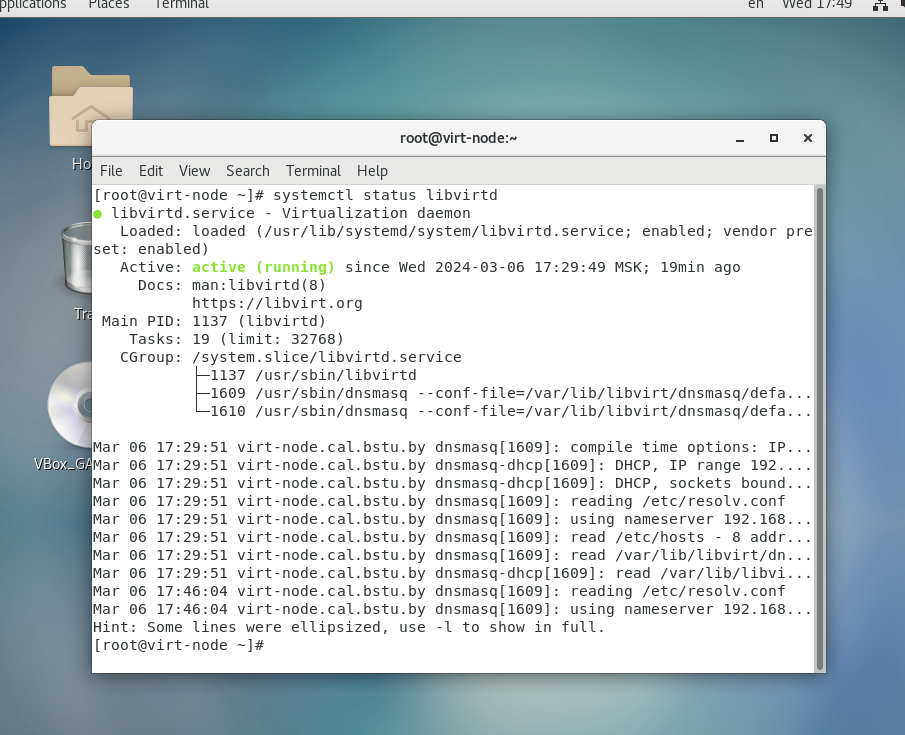 Places Terminal en Wed 17:49
root@virt-node:~
File Edit View Search Terminal Help
[root@virt-node ~]# systemctl status libvirtd
● libvirtd.service - Virtualization daemon
   Loaded: loaded (/usr/lib/systemd/system/libvirtd.service; enabled; vendor pre
set: enabled)
   Active: active (running) since Wed 2024-03-06 17:29:49 MSK; 19min ago
     Docs: man:libvirtd(8)
           https://libvirt.org
 Main PID: 1137 (libvirtd)
    Tasks: 19 (limit: 32768)
   CGroup: /system.slice/libvirtd.service
           ├─1137 /usr/sbin/libvirtd
           ├─1609 /usr/sbin/dnsmasq --conf-file=/var/lib/libvirt/dnsmasq/defa...
           └─1610 /usr/sbin/dnsmasq --conf-file=/var/lib/libvirt/dnsmasq/defa...
Mar 06 17:29:51 virt-node.cal.bstu.by dnsmasq[1609]: compile time options: IP...
Mar 06 17:29:51 virt-node.cal.bstu.by dnsmasq-dhcp[1609]: DHCP, IP range 192....
Mar 06 17:29:51 virt-node.cal.bstu.by dnsmasq-dhcp[1609]: DHCP, sockets bound...
Mar 06 17:29:51 virt-node.cal.bstu.by dnsmasq[1609]: reading /etc/resolv.conf
Mar 06 17:29:51 virt-node.cal.bstu.by dnsmasq[1609]: using nameserver 192.168...
Mar 06 17:29:51 virt-node.cal.bstu.by dnsmasq[1609]: read /etc/hosts - 8 addr...
Mar 06 17:29:51 virt-node.cal.bstu.by dnsmasq[1609]: read /var/lib/libvirt/dn...
Mar 06 17:29:51 virt-node.cal.bstu.by dnsmasq-dhcp[1609]: read /var/lib/libvi...
Mar 06 17:46:04 virt-node.cal.bstu.by dnsmasq[1609]: reading /etc/resolv.conf
Mar 06 17:46:04 virt-node.cal.bstu.by dnsmasq[1609]: using nameserver 192.168...
Hint: Some lines were ellipsized, use -l to show in full.
[root@virt-node ~]#